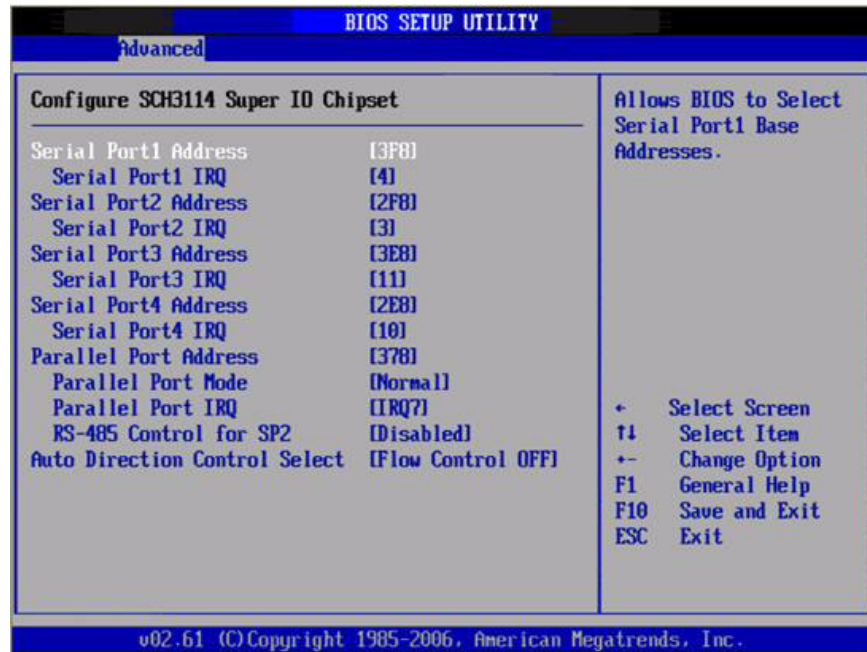 BIOS SETUP UTILITY
Advanced
Configure SCH3114 Super IO Chipset
Serial Port1 Address [3F8]
Serial Port1 IRQ [4]
Serial Port2 Address [2F8]
Serial Port2 IRQ [3]
Serial Port3 Address [3E8]
Serial Port3 IRQ [11]
Serial Port4 Address [2E8]
Serial Port4 IRQ [10]
Parallel Port Address [378]
Parallel Port Mode [Normal]
Parallel Port IRQ [IRQ7]
RS-485 Control for SP2 [Disabled]
Auto Direction Control Select [Flow Control OFF]
Allows BIOS to Select
Serial Port1 Base
Addresses.
← Select Screen
↑↓ Select Item
+- Change Option
F1 General Help
F10 Save and Exit
ESC Exit
v02.61 (C)Copyright 1985-2006, American Megatrends, Inc.